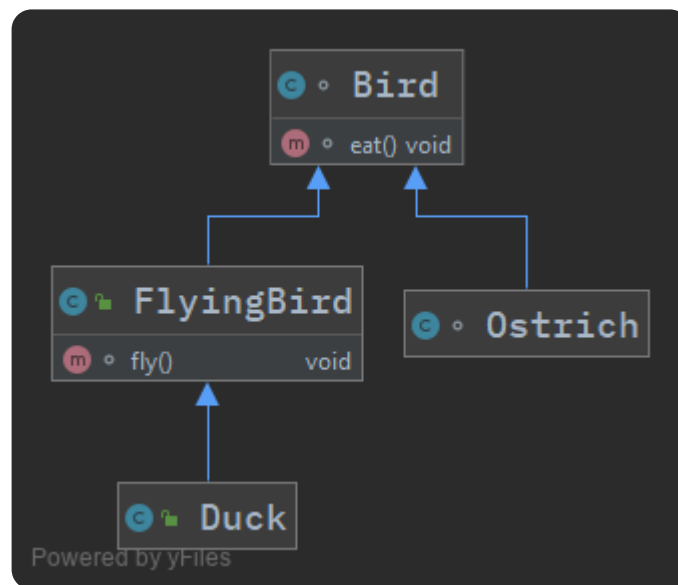 Bird
eat() void
FlyingBird
fly() void
Ostrich
Duck
Powered by yFiles